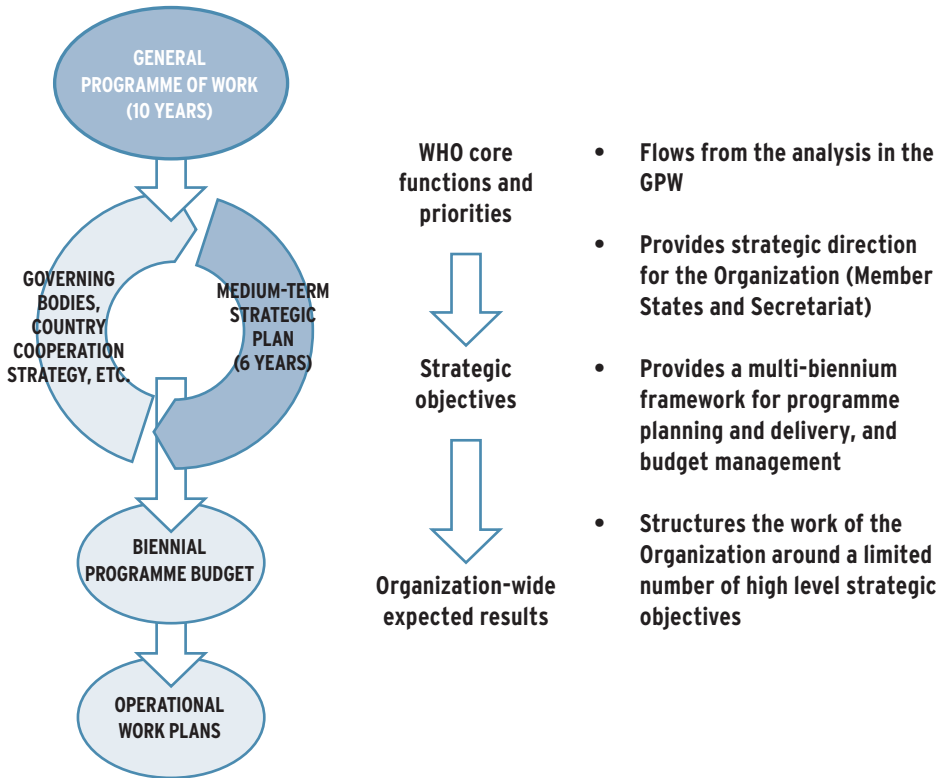 GENERAL
PROGRAMME OF WORK
(10 YEARS)
GOVERNING
BODIES,
COUNTRY
COOPERATION
STRATEGY, ETC.
MEDIUM-TERM
STRATEGIC
PLAN
(6 YEARS)
BIENNIAL
PROGRAMME BUDGET
OPERATIONAL
WORK PLANS
WHO core
functions and
priorities
Strategic
objectives
Organization-wide
expected results
• Flows from the analysis in the
GPW
• Provides strategic direction
for the Organization (Member
States and Secretariat)
• Provides a multi-biennium
framework for programme
planning and delivery, and
budget management
• Structures the work of the
Organization around a limited
number of high level strategic
objectives